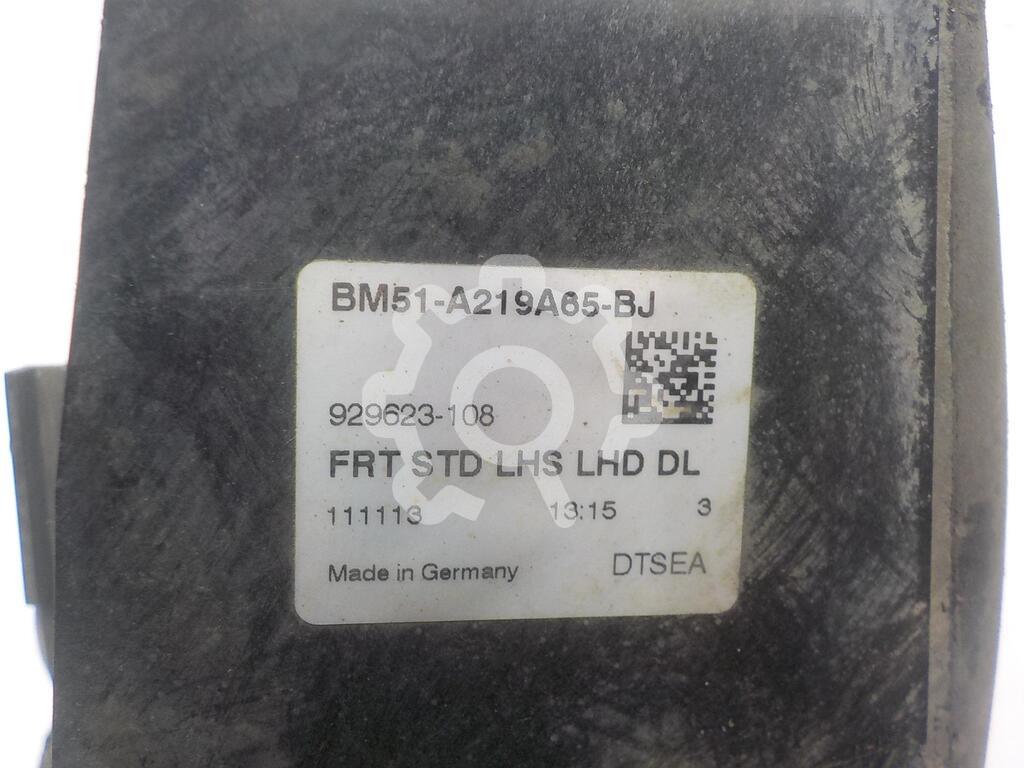 BM51-A219A65-BJ
929623-108
FRT STD LHS LHD DL
111113 13:15 3
Made in Germany DTSEA